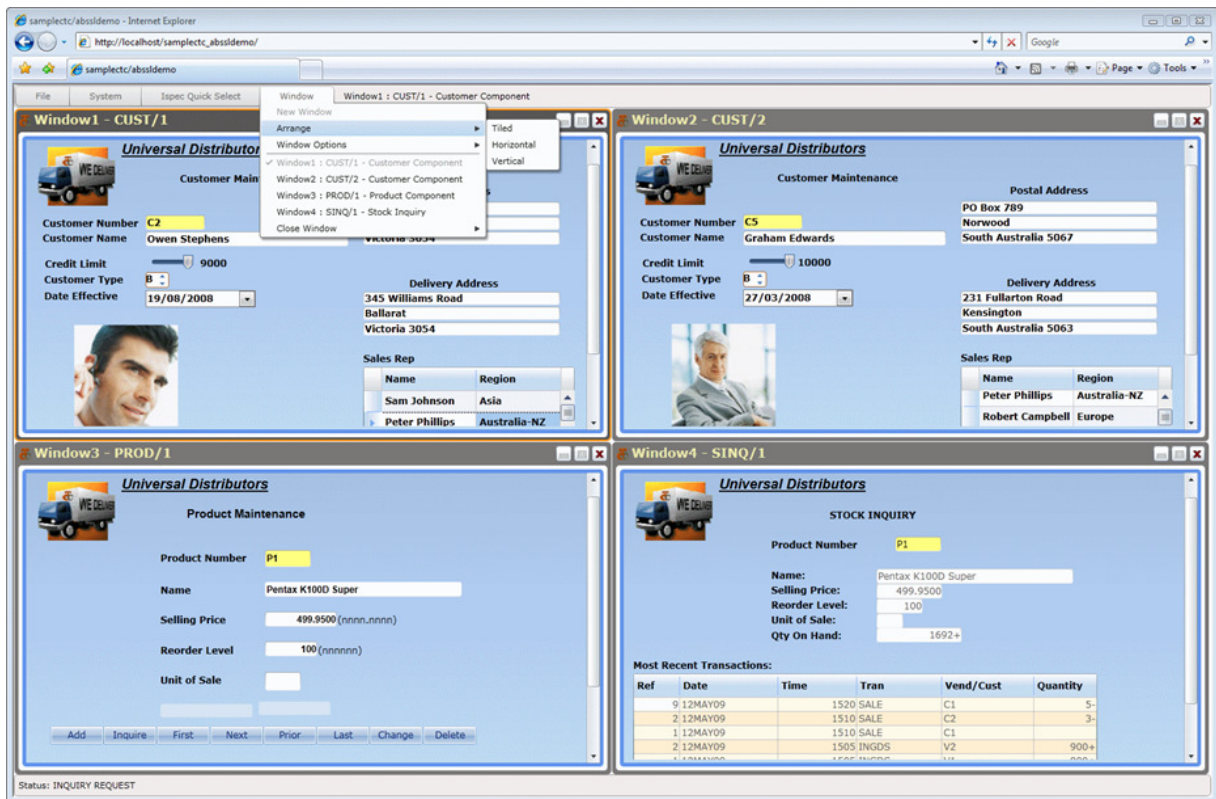 samplectc/abssldemo - Internet Explorer
http://localhost/samplectc_abssldemo/
Google
samplectc/abssldemo
Page
Tools
File System Ispec Quick Select Window Window1 : CUST/1 - Customer Component
New Window
Arrange
Window Options
Window1 : CUST/1 - Customer Component
Window2 : CUST/2 - Customer Component
Window3 : PROD/1 - Product Component
Window4 : SINQ/1 - Stock Inquiry
Close Window
Tiled
Horizontal
Vertical
Window1 - CUST/1
WE DELIVER
Universal Distributor
Customer Main
Customer Number C2
Customer Name Owen Stephens
Victoria 3054
Credit Limit 9000
Customer Type B
Date Effective 19/08/2008
Delivery Address
345 Williams Road
Ballarat
Victoria 3054
Sales Rep
Name Region
Sam Johnson Asia
Peter Phillips Australia-NZ
Window2 - CUST/2
WE DELIVER
Universal Distributors
Customer Maintenance
Postal Address
PO Box 789
Norwood
South Australia 5067
Customer Number C5
Customer Name Graham Edwards
Credit Limit 10000
Customer Type B
Date Effective 27/03/2008
Delivery Address
231 Fullarton Road
Kensington
South Australia 5063
Sales Rep
Name Region
Peter Phillips Australia-NZ
Robert Campbell Europe
Window3 - PROD/1
WE DELIVER
Universal Distributors
Product Maintenance
Product Number P1
Name Pentax K100D Super
Selling Price 499.9500 (nnnn.nnnn)
Reorder Level 100 (nnnnnn)
Unit of Sale
Add Inquire First Next Prior Last Change Delete
Window4 - SINQ/1
WE DELIVER
Universal Distributors
STOCK INQUIRY
Product Number P1
Name: Pentax K100D Super
Selling Price: 499.9500
Reorder Level: 100
Unit of Sale:
Qty On Hand: 1692+
Most Recent Transactions:
Ref Date Time Tran Vend/Cust Quantity
9 12MAY09 1520 SALE C1 5-
2 12MAY09 1510 SALE C2 3-
1 12MAY09 1510 SALE C1
2 12MAY09 1505 INGDS V2 900+
Status: INQUIRY REQUEST